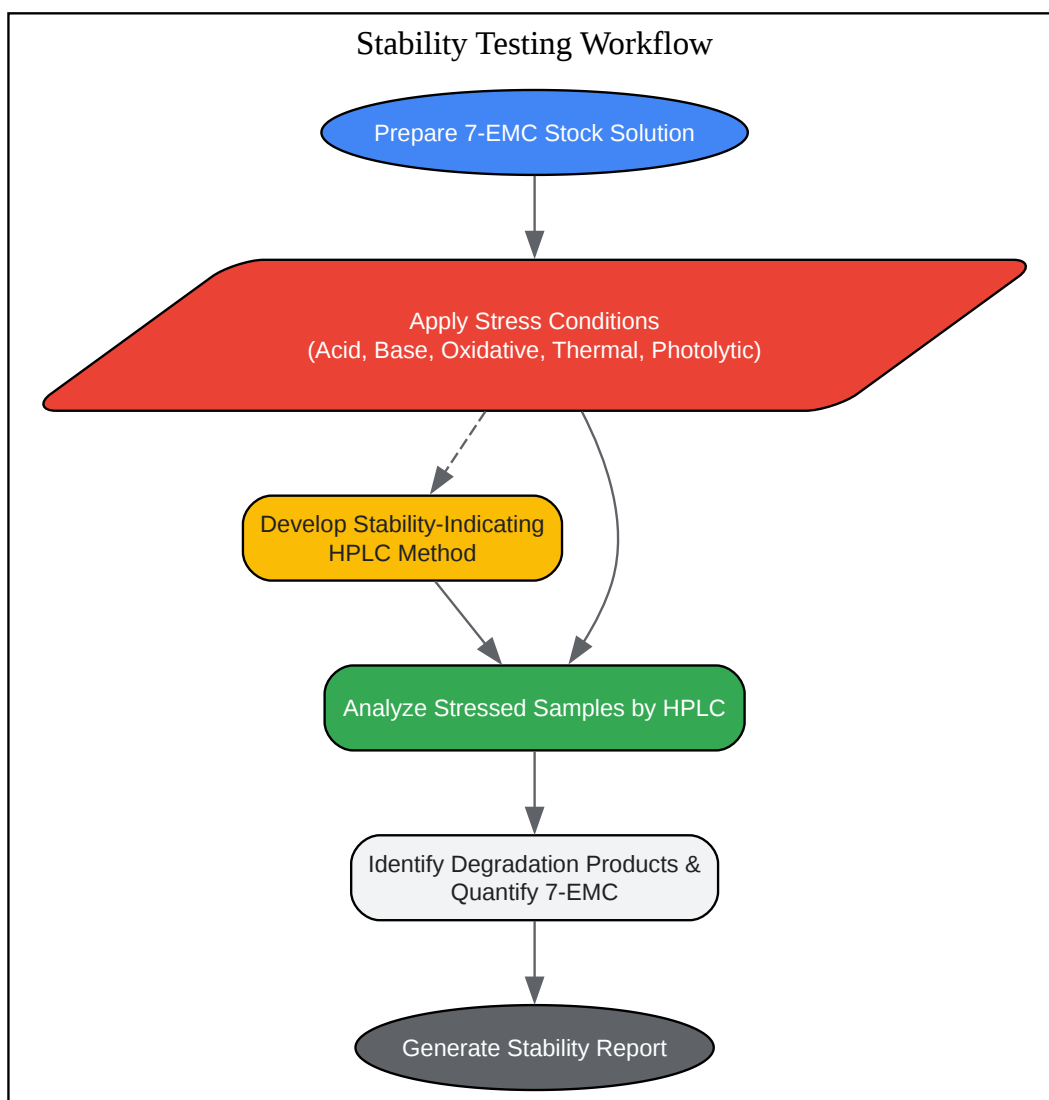 Stability Testing Workflow
Prepare 7-EMC Stock Solution
Apply Stress Conditions
(Acid, Base, Oxidative, Thermal, Photolytic)
Develop Stability-Indicating
HPLC Method
Analyze Stressed Samples by HPLC
Identify Degradation Products &
Quantify 7-EMC
Generate Stability Report